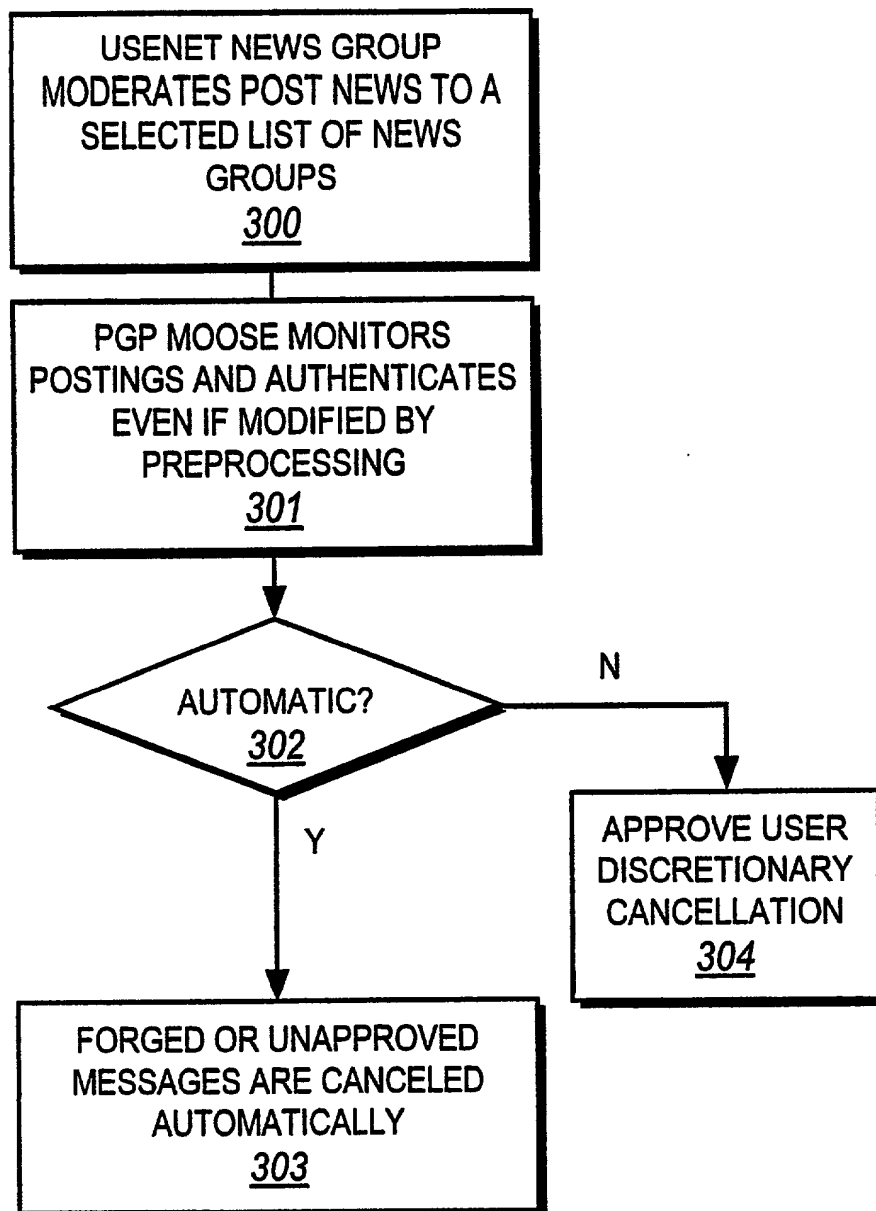 USENET NEWS GROUP
MODERATES POST NEWS TO A
SELECTED LIST OF NEWS
GROUPS
300
PGP MOOSE MONITORS
POSTINGS AND AUTHENTICATES
EVEN IF MODIFIED BY
PREPROCESSING
301
AUTOMATIC?
302
N
Y
APPROVE USER
DISCRETIONARY
CANCELLATION
304
FORGED OR UNAPPROVED
MESSAGES ARE CANCELED
AUTOMATICALLY
303